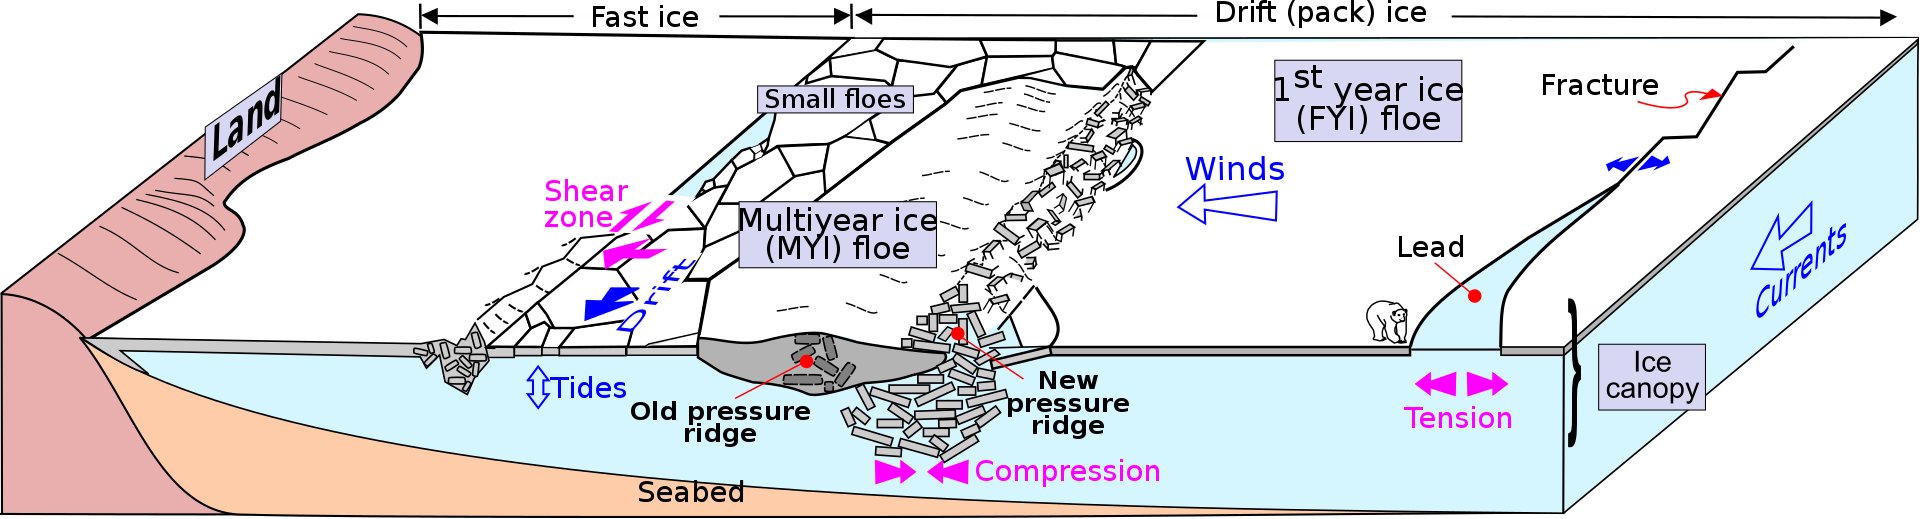 Fast ice
Drift (pack) ice
Land
Small floes
1st year ice
(FYI) floe
Fracture
Shear
zone
Winds
Multiyear ice
(MYI) floe
Drift
Lead
Currents
Tides
Old pressure
ridge
New
pressure
ridge
Ice
canopy
Tension
Compression
Seabed